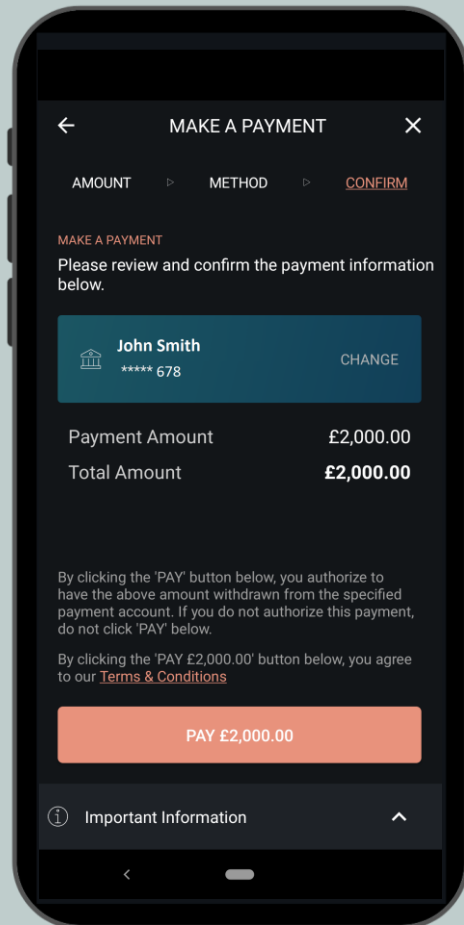 MAKE A PAYMENT
AMOUNT METHOD CONFIRM
MAKE A PAYMENT
Please review and confirm the payment information
below.
John Smith
***** 678
CHANGE
Payment Amount £2,000.00
Total Amount £2,000.00
By clicking the 'PAY' button below, you authorize to
have the above amount withdrawn from the specified
payment account. If you do not authorize this payment,
do not click 'PAY' below.
By clicking the 'PAY £2,000.00' button below, you agree
to our Terms & Conditions
PAY £2,000.00
Important Information